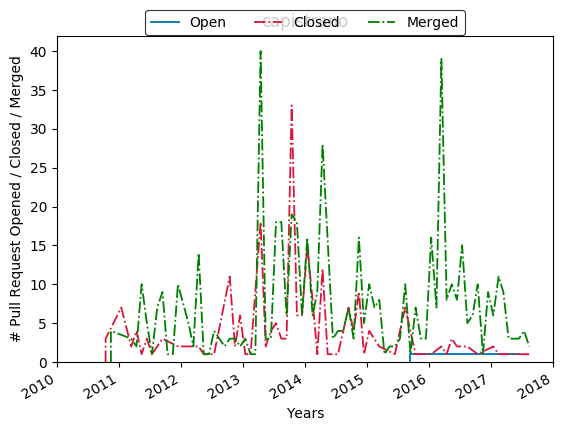 capistrano
Open Closed Merged
# Pull Request Opened / Closed / Merged
40
35
30
25
20
15
10
5
0
2010 2011 2012 2013 2014 2015 2016 2017 2018
Years